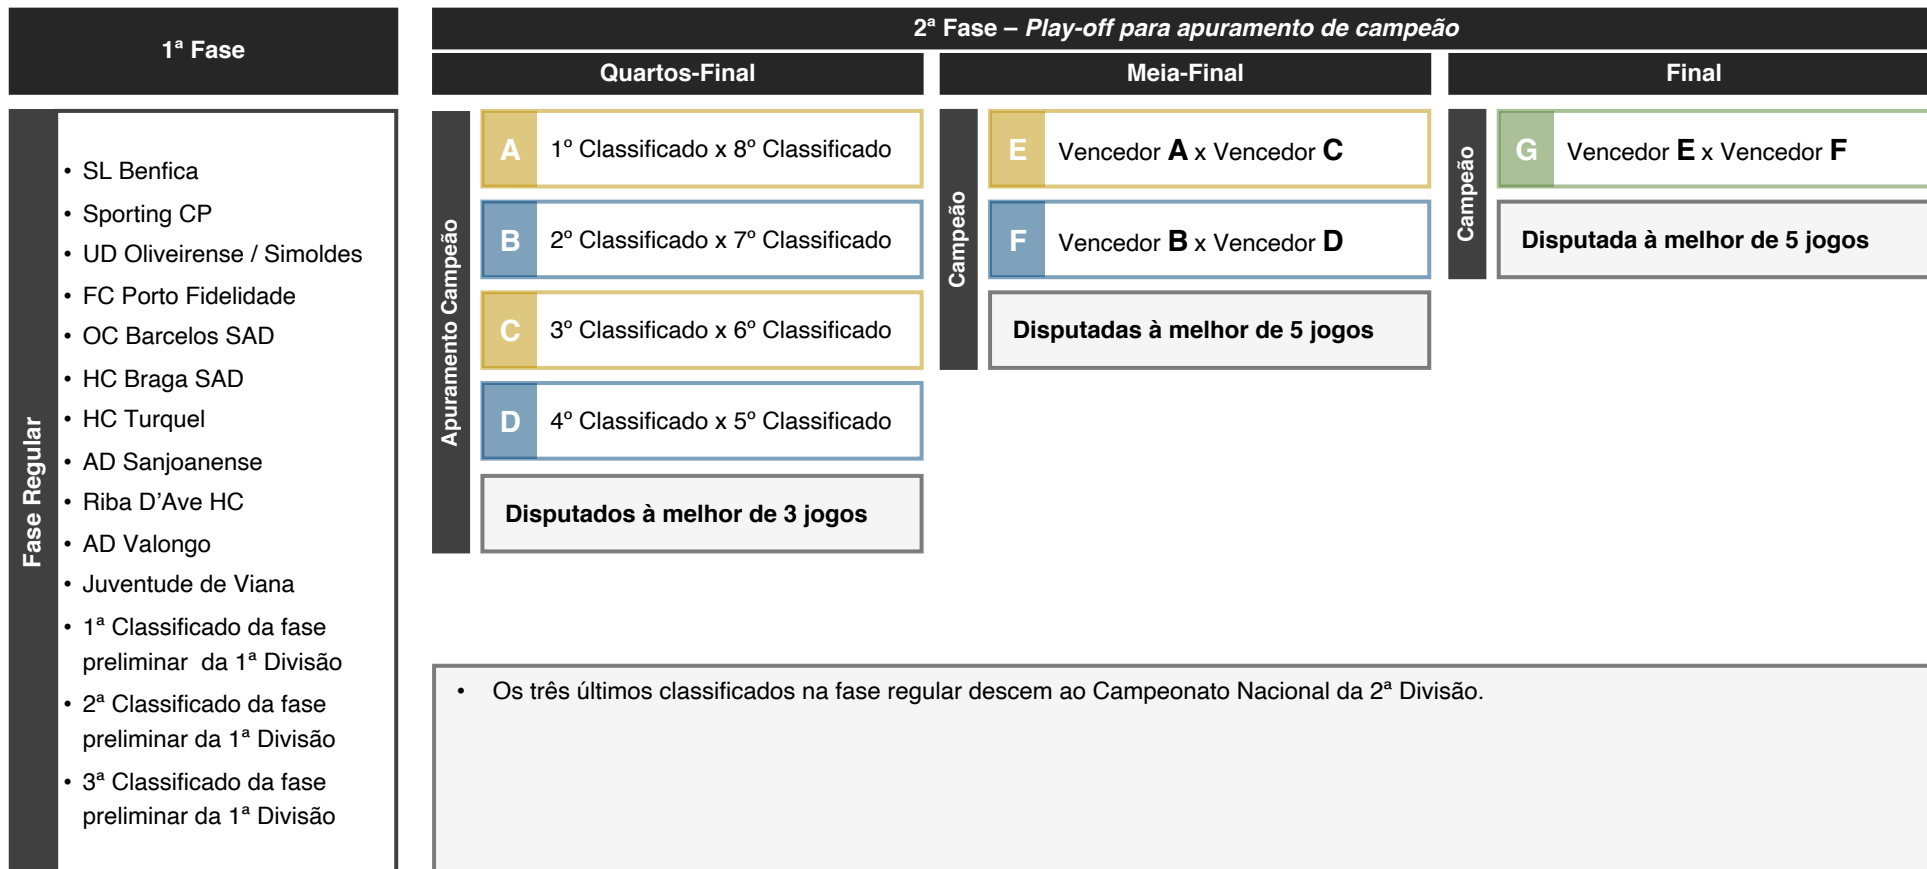 1ª Fase
Fase Regular
• SL Benfica
• Sporting CP
• UD Oliveirense / Simoldes
• FC Porto Fidelidade
• OC Barcelos SAD
• HC Braga SAD
• HC Turquel
• AD Sanjoanense
• Riba D’Ave HC
• AD Valongo
• Juventude de Viana
• 1ª Classificado da fase
preliminar da 1ª Divisão
• 2ª Classificado da fase
preliminar da 1ª Divisão
• 3ª Classificado da fase
preliminar da 1ª Divisão
2ª Fase – Play-off para apuramento de campeão
Quartos-Final
Apuramento Campeão
A 1º Classificado x 8º Classificado
B 2º Classificado x 7º Classificado
C 3º Classificado x 6º Classificado
D 4º Classificado x 5º Classificado
Disputados à melhor de 3 jogos
Meia-Final
Campeão
E Vencedor A x Vencedor C
F Vencedor B x Vencedor D
Disputadas à melhor de 5 jogos
Final
Campeão
G Vencedor E x Vencedor F
Disputada à melhor de 5 jogos
• Os três últimos classificados na fase regular descem ao Campeonato Nacional da 2ª Divisão.